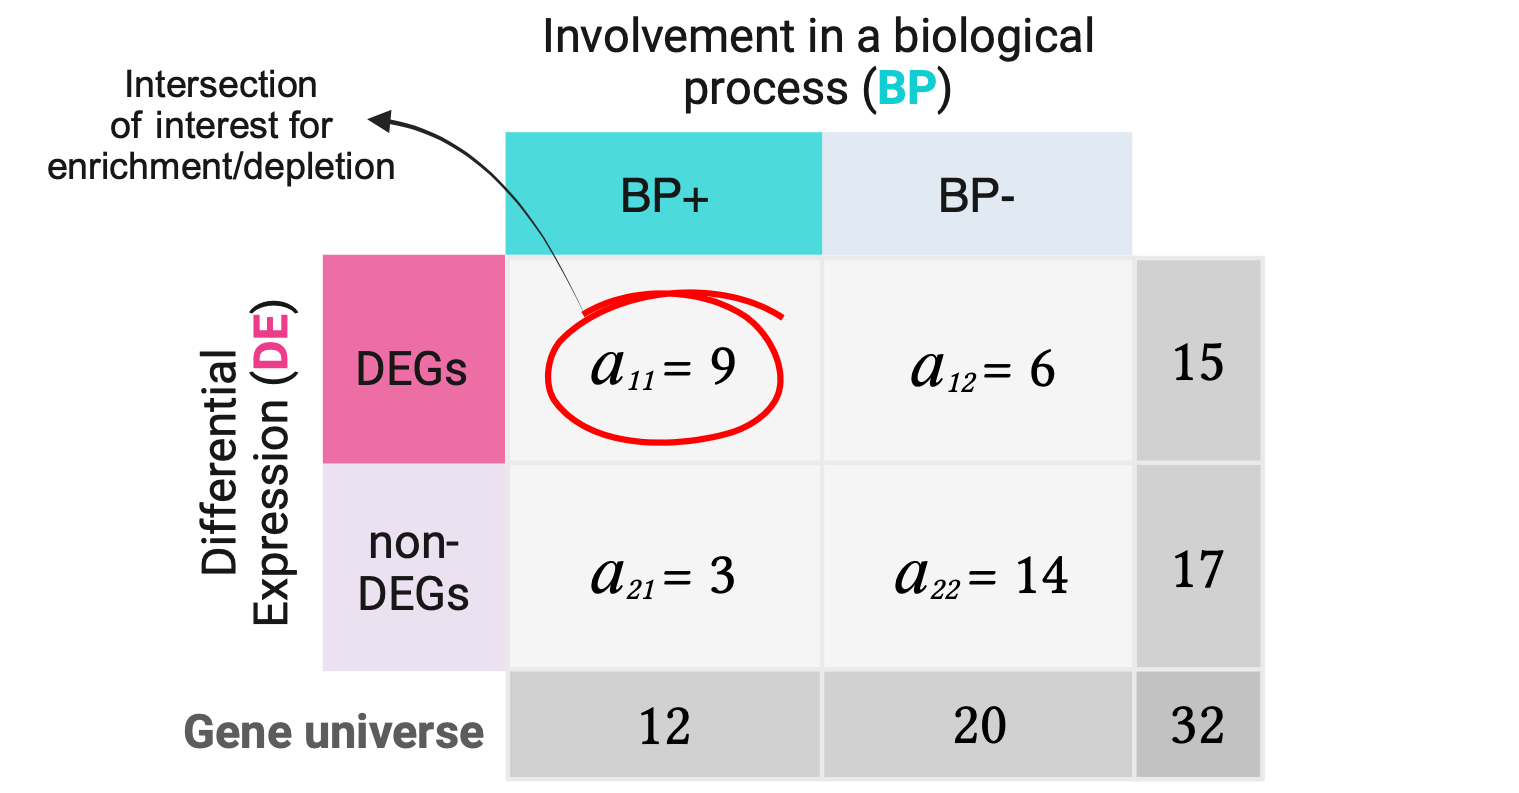 Involvement in a biological
process (BP)
Intersection
of interest for
enrichment/depletion
BP+
BP-
Differential
Expression (DE)
DEGs
a11 = 9
a12 = 6
15
non-
DEGs
a21 = 3
a22 = 14
17
Gene universe
12
20
32